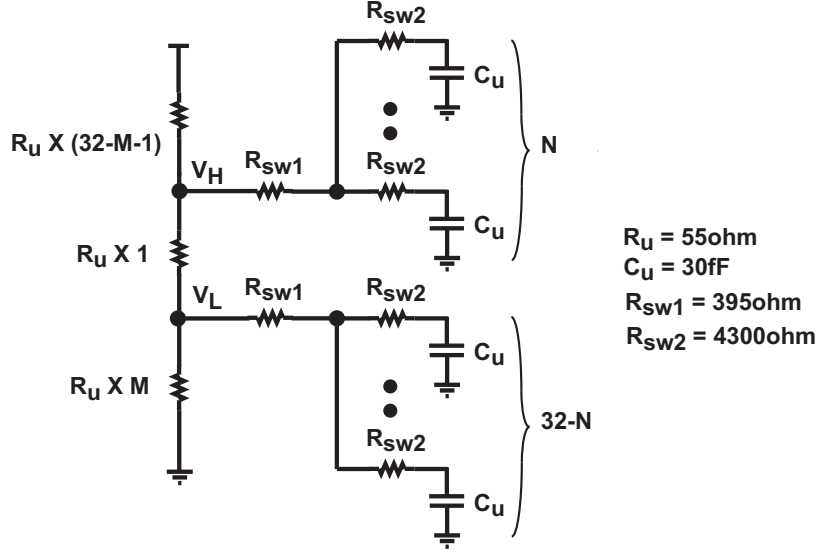 Rsw2
Cu
Ru X (32-M-1)
N
VH
Rsw1
Rsw2
Cu
Ru = 55ohm
Ru X 1
Cu = 30fF
VL
Rsw1
Rsw2
Rsw1 = 395ohm
Rsw2 = 4300ohm
Cu
Ru X M
32-N
Rsw2
Cu